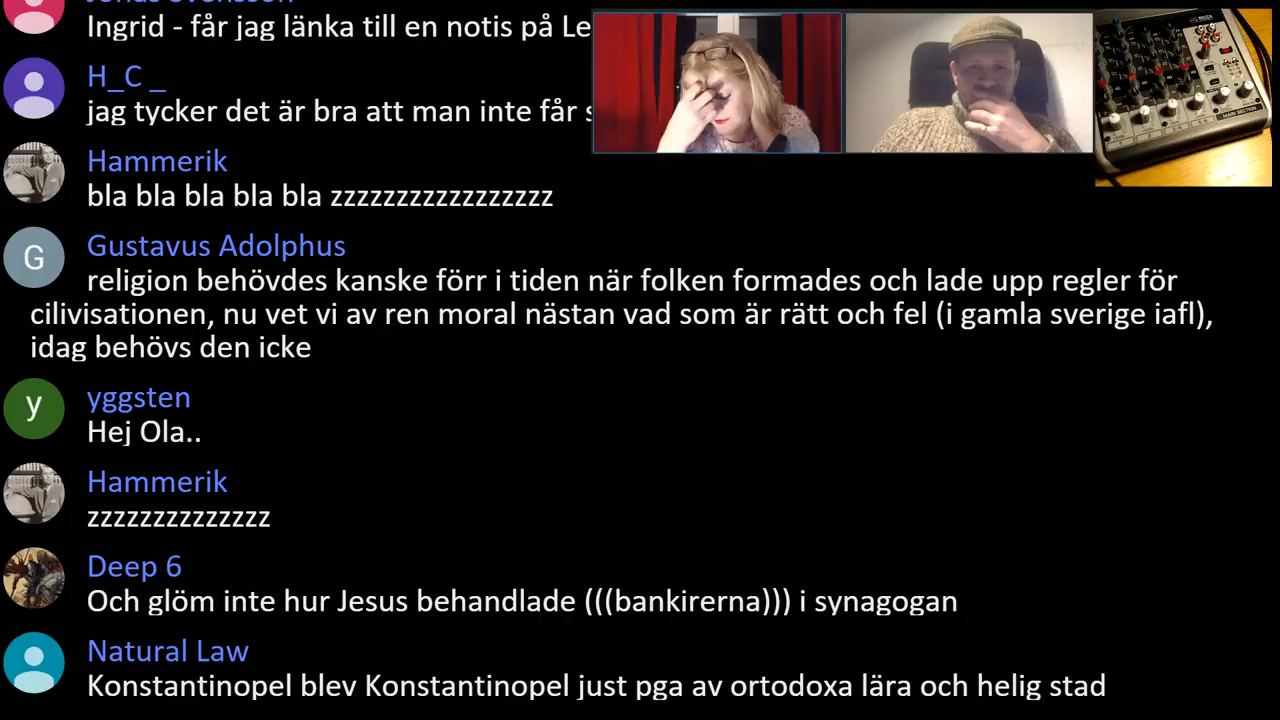 Ingrid - får jag länka till en notis på Le
H_C _
jag tycker det är bra att man inte får s
Hammerik
bla bla bla bla bla zzzzzzzzzzzzzzzzz
Gustavus Adolphus
G
religion behövdes kanske förr i tiden när folken formades och lade upp regler för
cilivisationen, nu vet vi av ren moral nästan vad som är rätt och fel (i gamla sverige iafl),
idag behövs den icke
yggsten
y
Hej Ola..
Hammerik
zzzzzzzzzzzzzz
Deep 6
Och glöm inte hur Jesus behandlade (((bankirerna))) i synagogan
Natural Law
Konstantinopel blev Konstantinopel just pga av ortodoxa lära och helig stad
MAIN SECTION